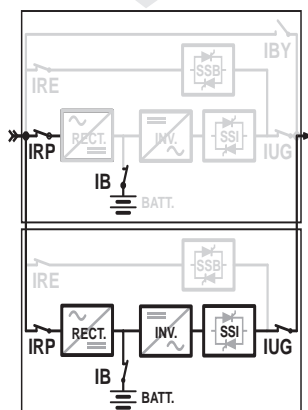 IBY
SSB
IRE
IRP RECT. INV. SSI IUG
IB
BATT.
SSB
IRE
IRP RECT. INV. SSI IUG
IB
BATT.